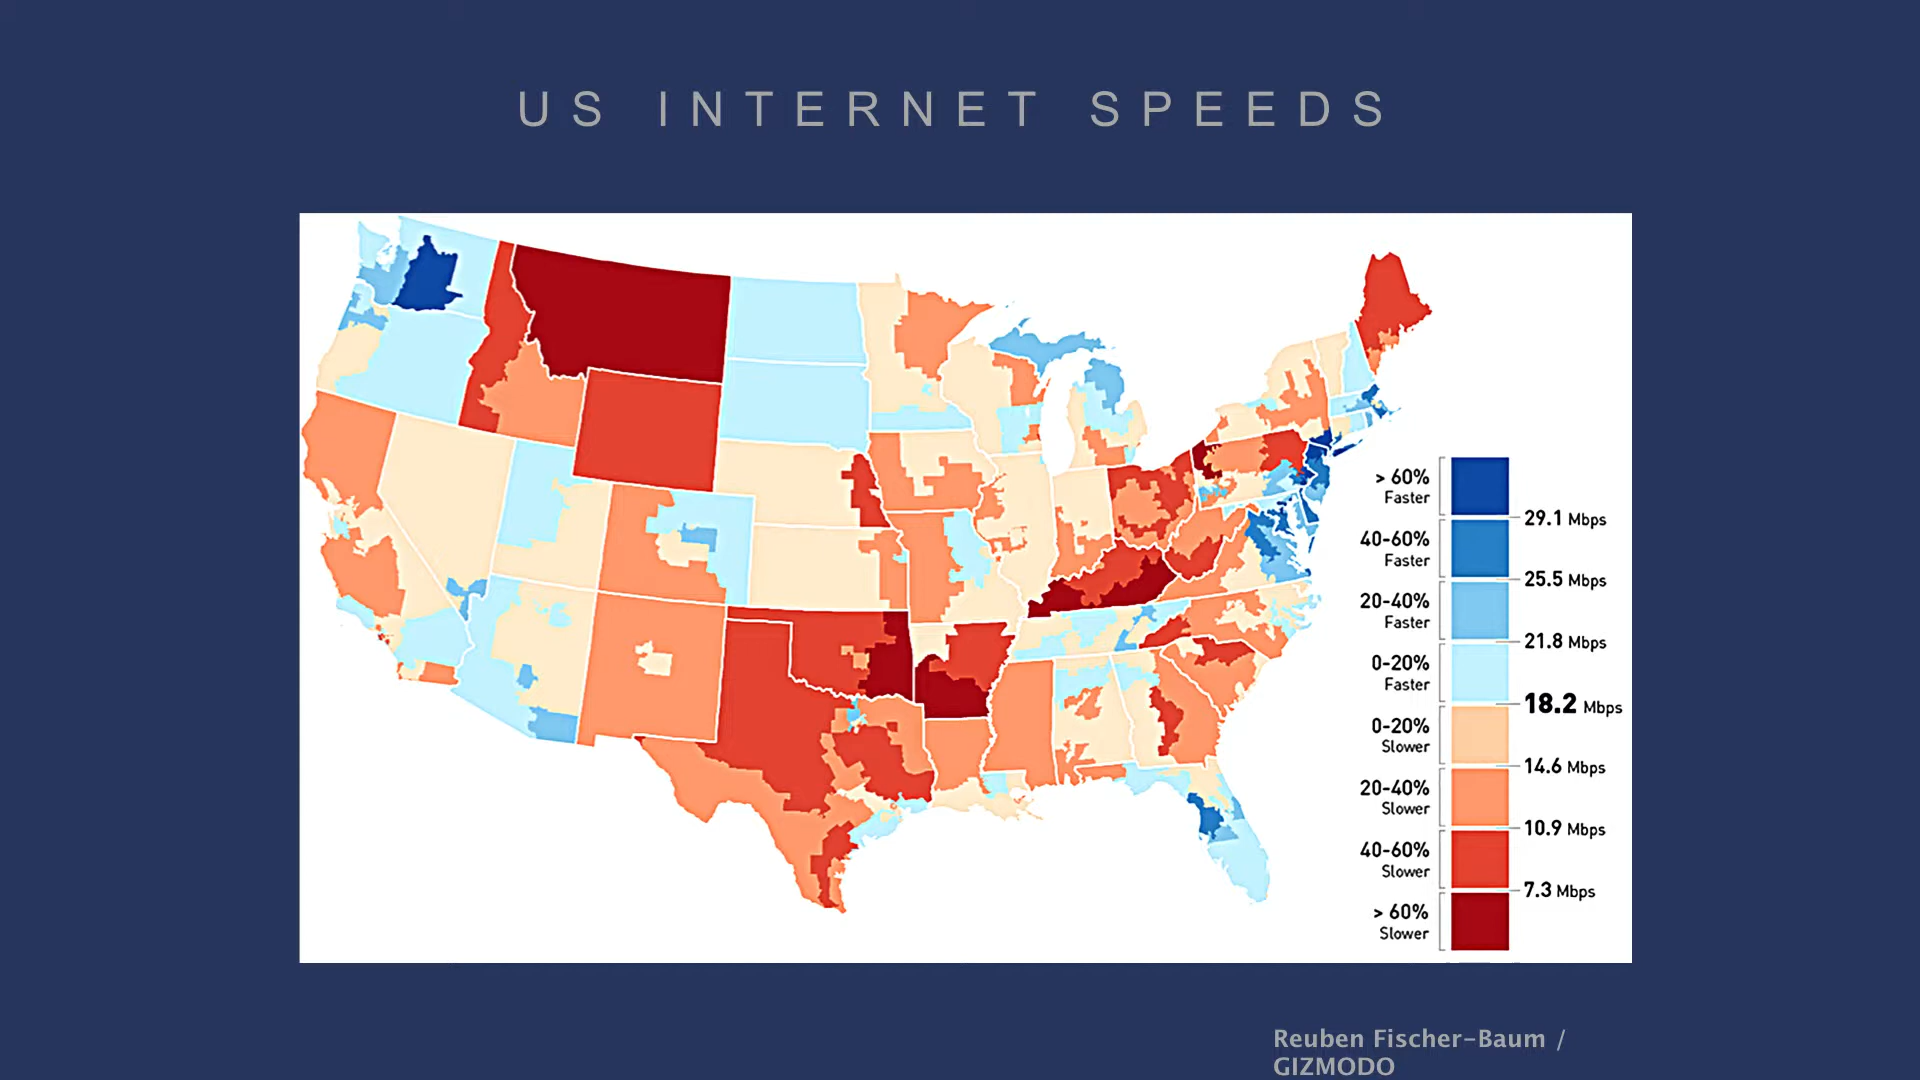 US INTERNET SPEEDS
> 60%
Faster
29.1 Mbps
40-60%
Faster
25.5 Mbps
20-40%
Faster
21.8 Mbps
0-20%
Faster
18.2 Mbps
0-20%
Slower
14.6 Mbps
20-40%
Slower
10.9 Mbps
40-60%
Slower
7.3 Mbps
> 60%
Slower
Reuben Fischer-Baum /
GIZMODO